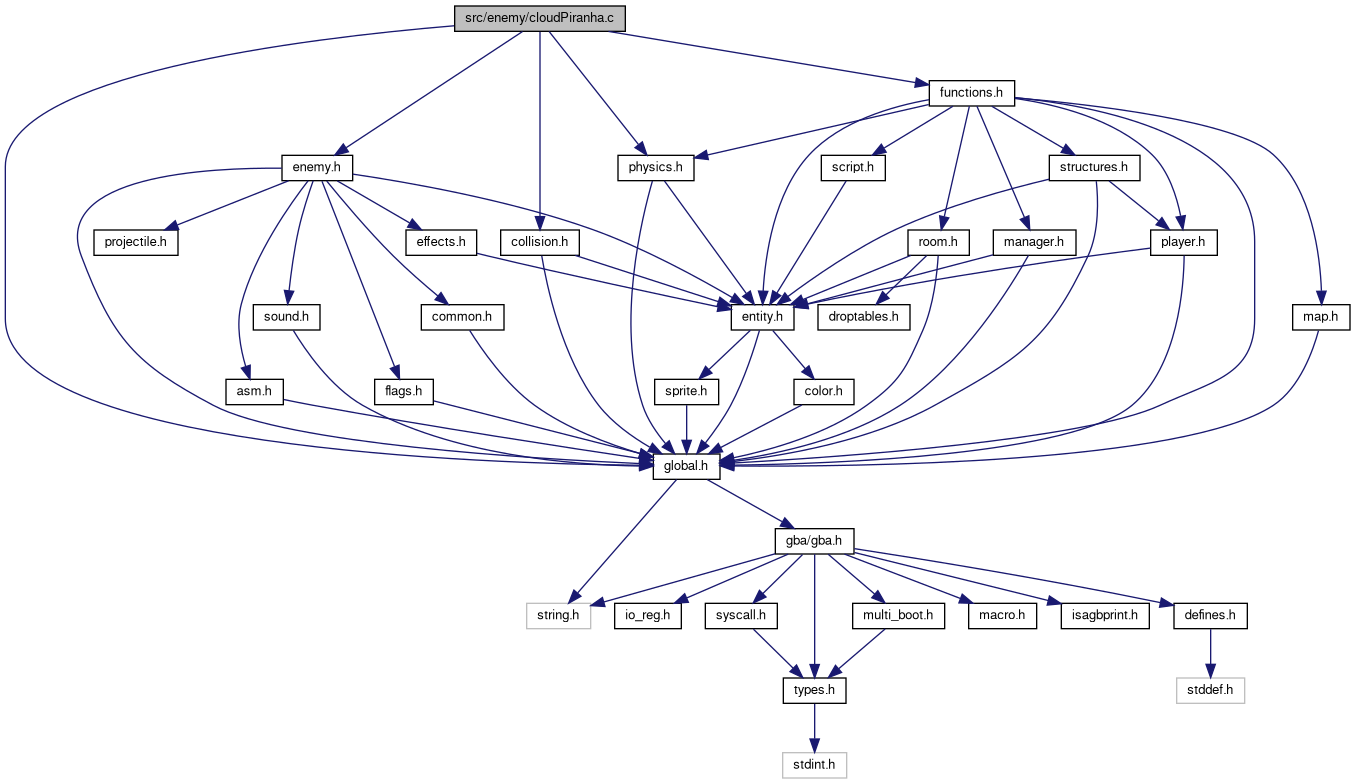 src/enemy/cloudPiranha.c
functions.h
enemy.h
physics.h
script.h
structures.h
projectile.h
effects.h
collision.h
room.h
manager.h
player.h
sound.h
common.h
entity.h
droptables.h
map.h
asm.h
flags.h
sprite.h
color.h
global.h
gba/gba.h
string.h
io_reg.h
syscall.h
multi_boot.h
macro.h
isagbprint.h
defines.h
types.h
stddef.h
stdint.h